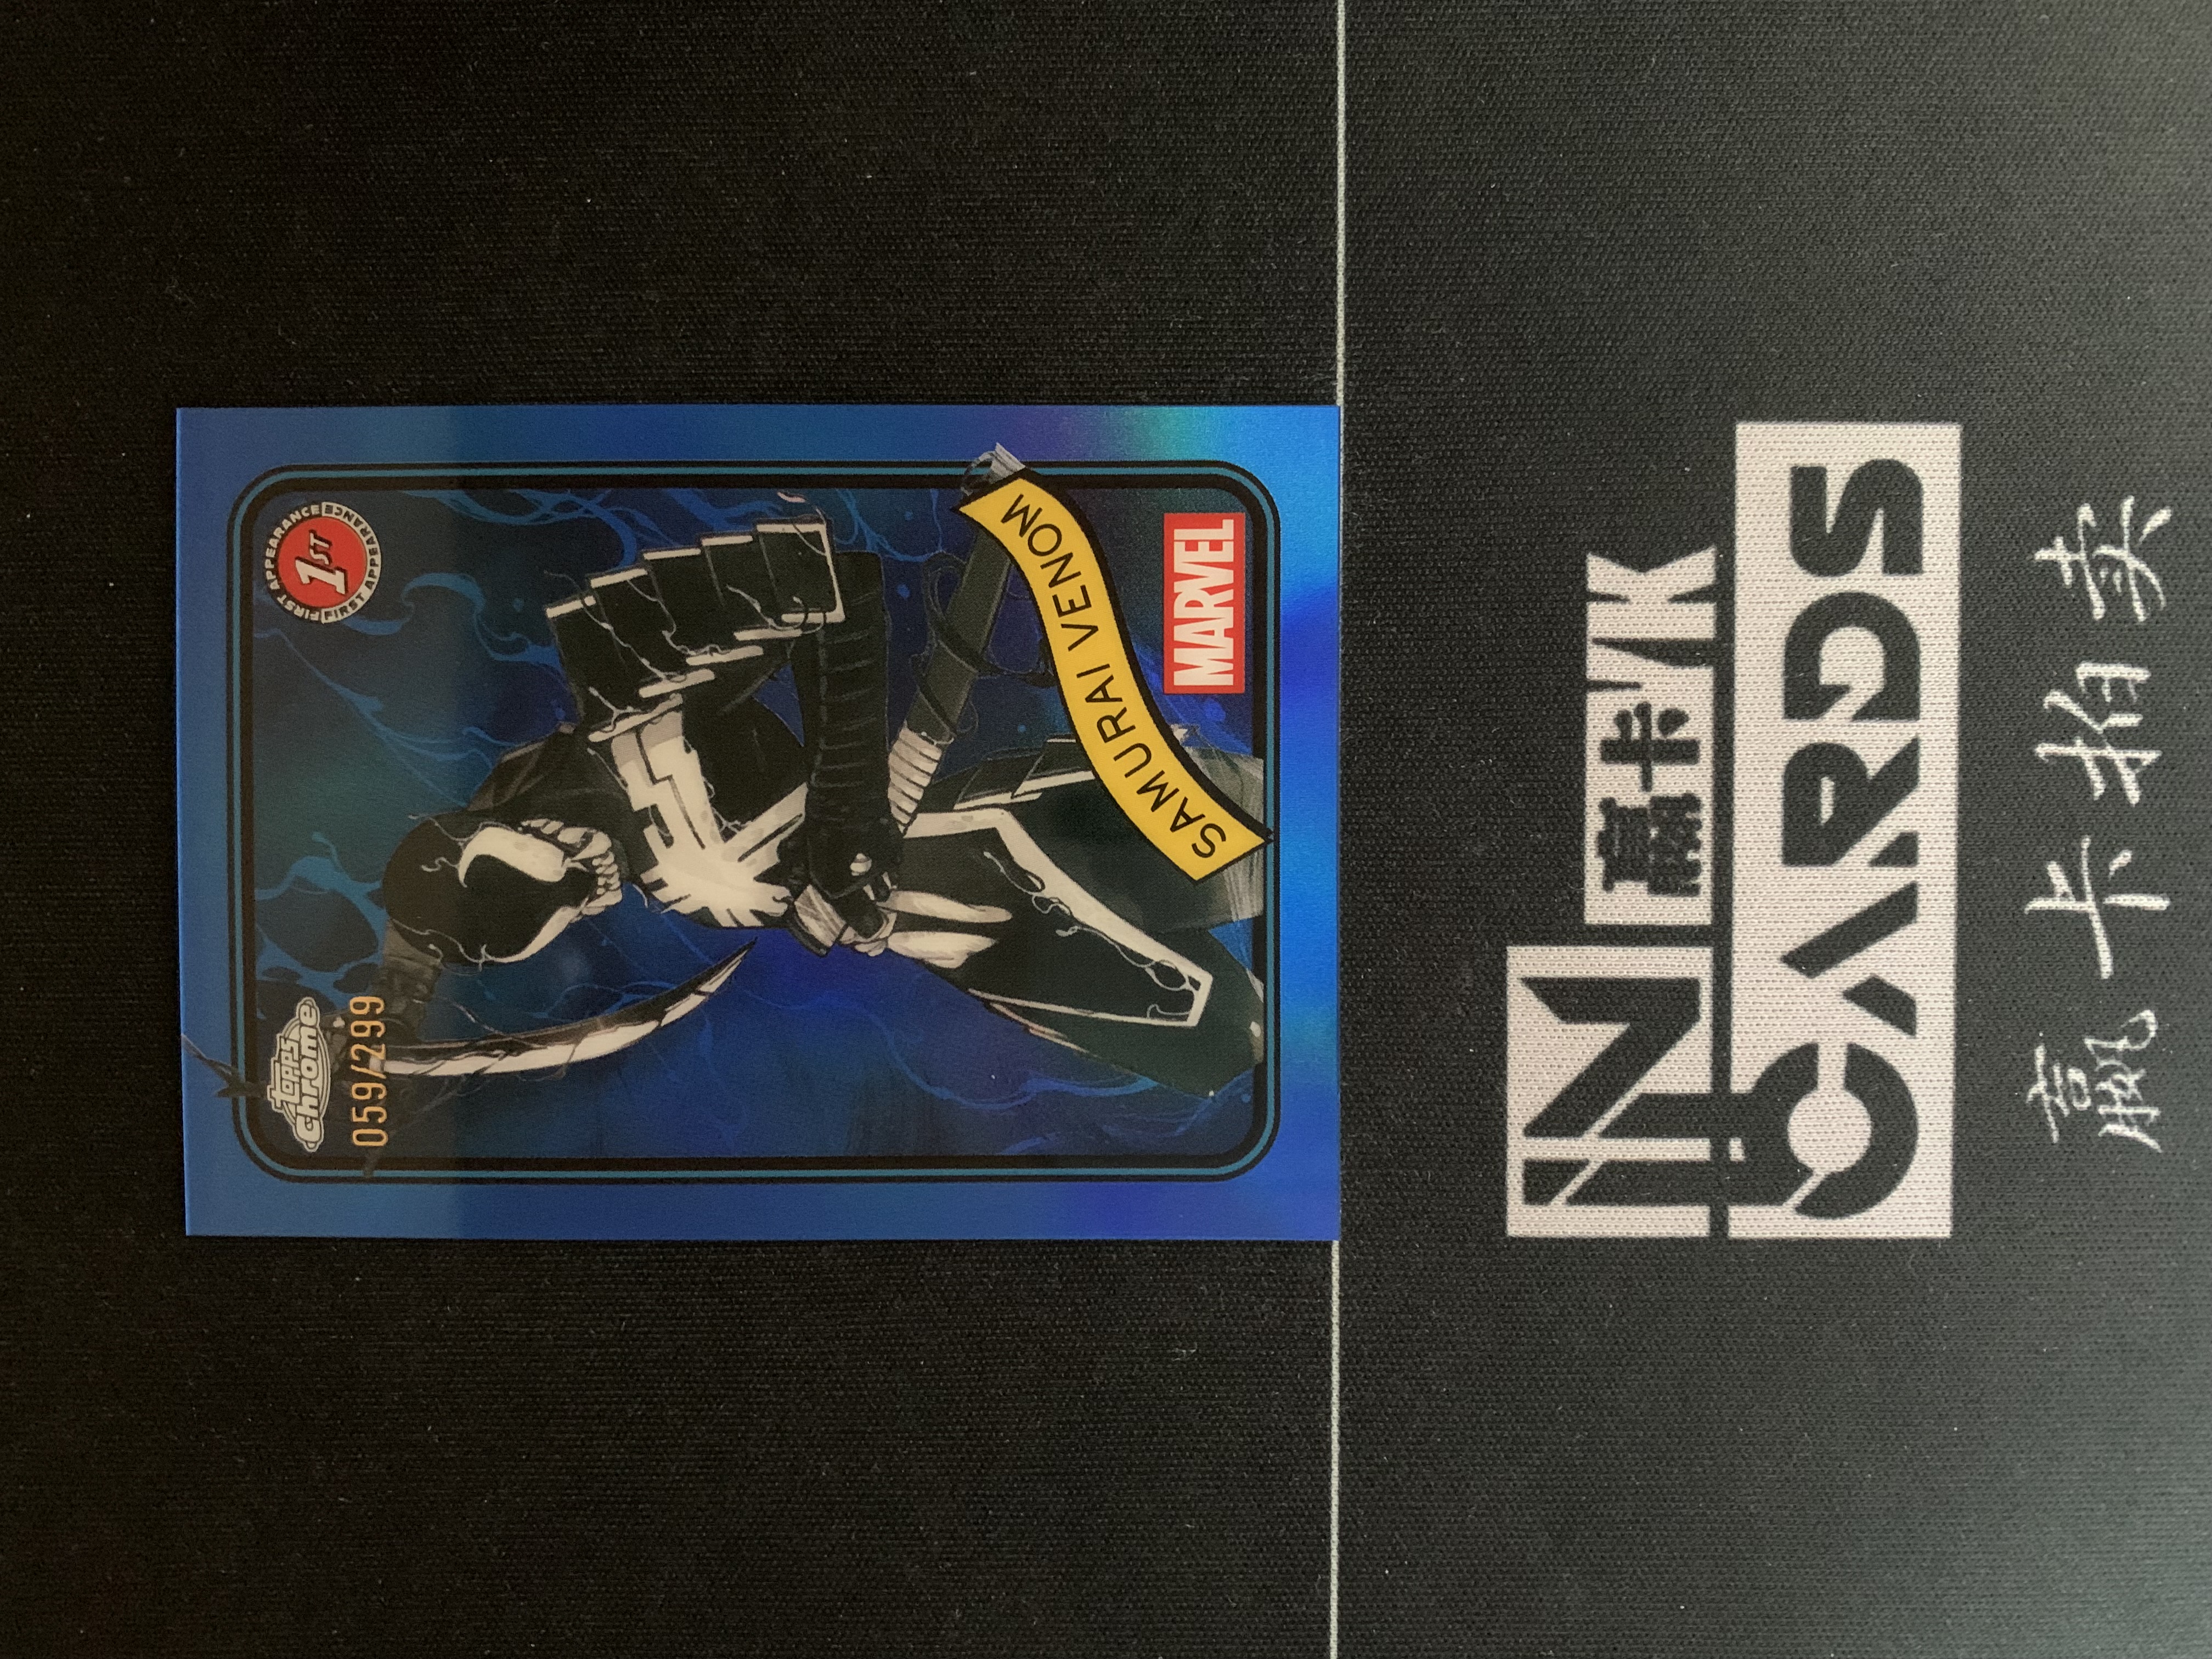 topps
Chrome
059/299
FIRST APPEARANCE
1ST
FIRST APPEARANCE
SAMURAI VENOM
MARVEL
IN 赢卡
CARDS
赢卡拍卖